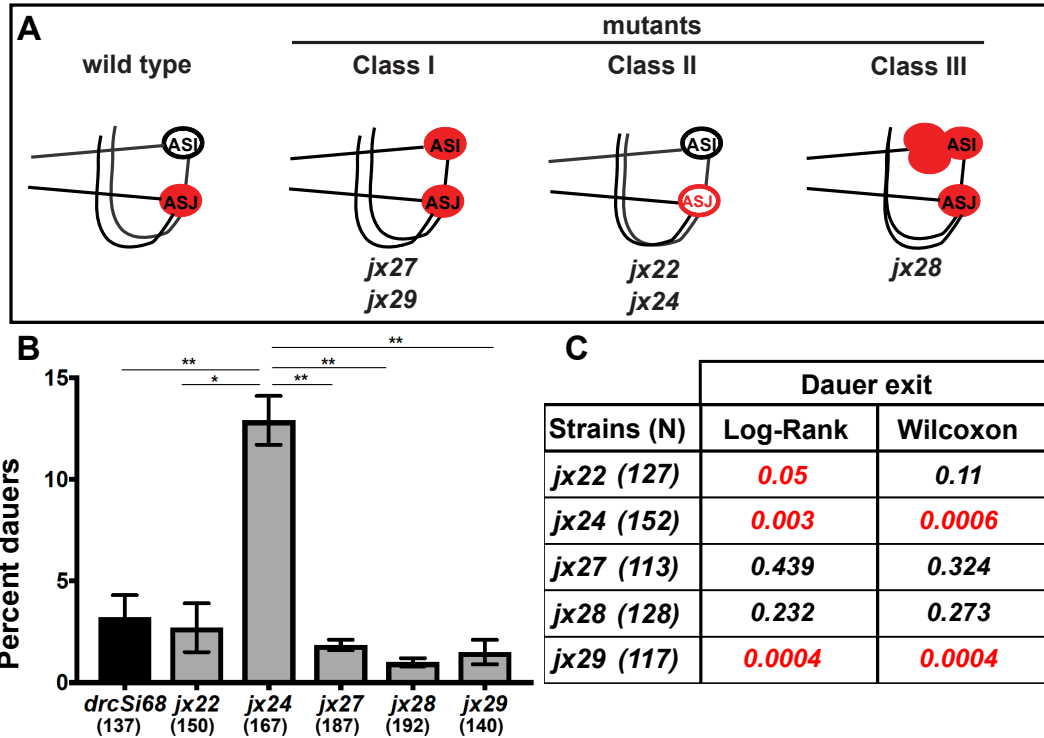 A
mutants
wild type
Class I
Class II
Class III
ASI
ASI
ASI
ASI
ASJ
ASJ
ASJ
ASJ
jx27
jx22
jx28
jx29
jx24
B
**
**
**
*
**
15
10
5
0
Percent dauers
drcSi68 jx22 jx24 jx27 jx28 jx29
(137) (150) (167) (187) (192) (140)
C
Dauer exit
Strains (N) Log-Rank Wilcoxon
jx22 (127) 0.05 0.11
jx24 (152) 0.003 0.0006
jx27 (113) 0.439 0.324
jx28 (128) 0.232 0.273
jx29 (117) 0.0004 0.0004